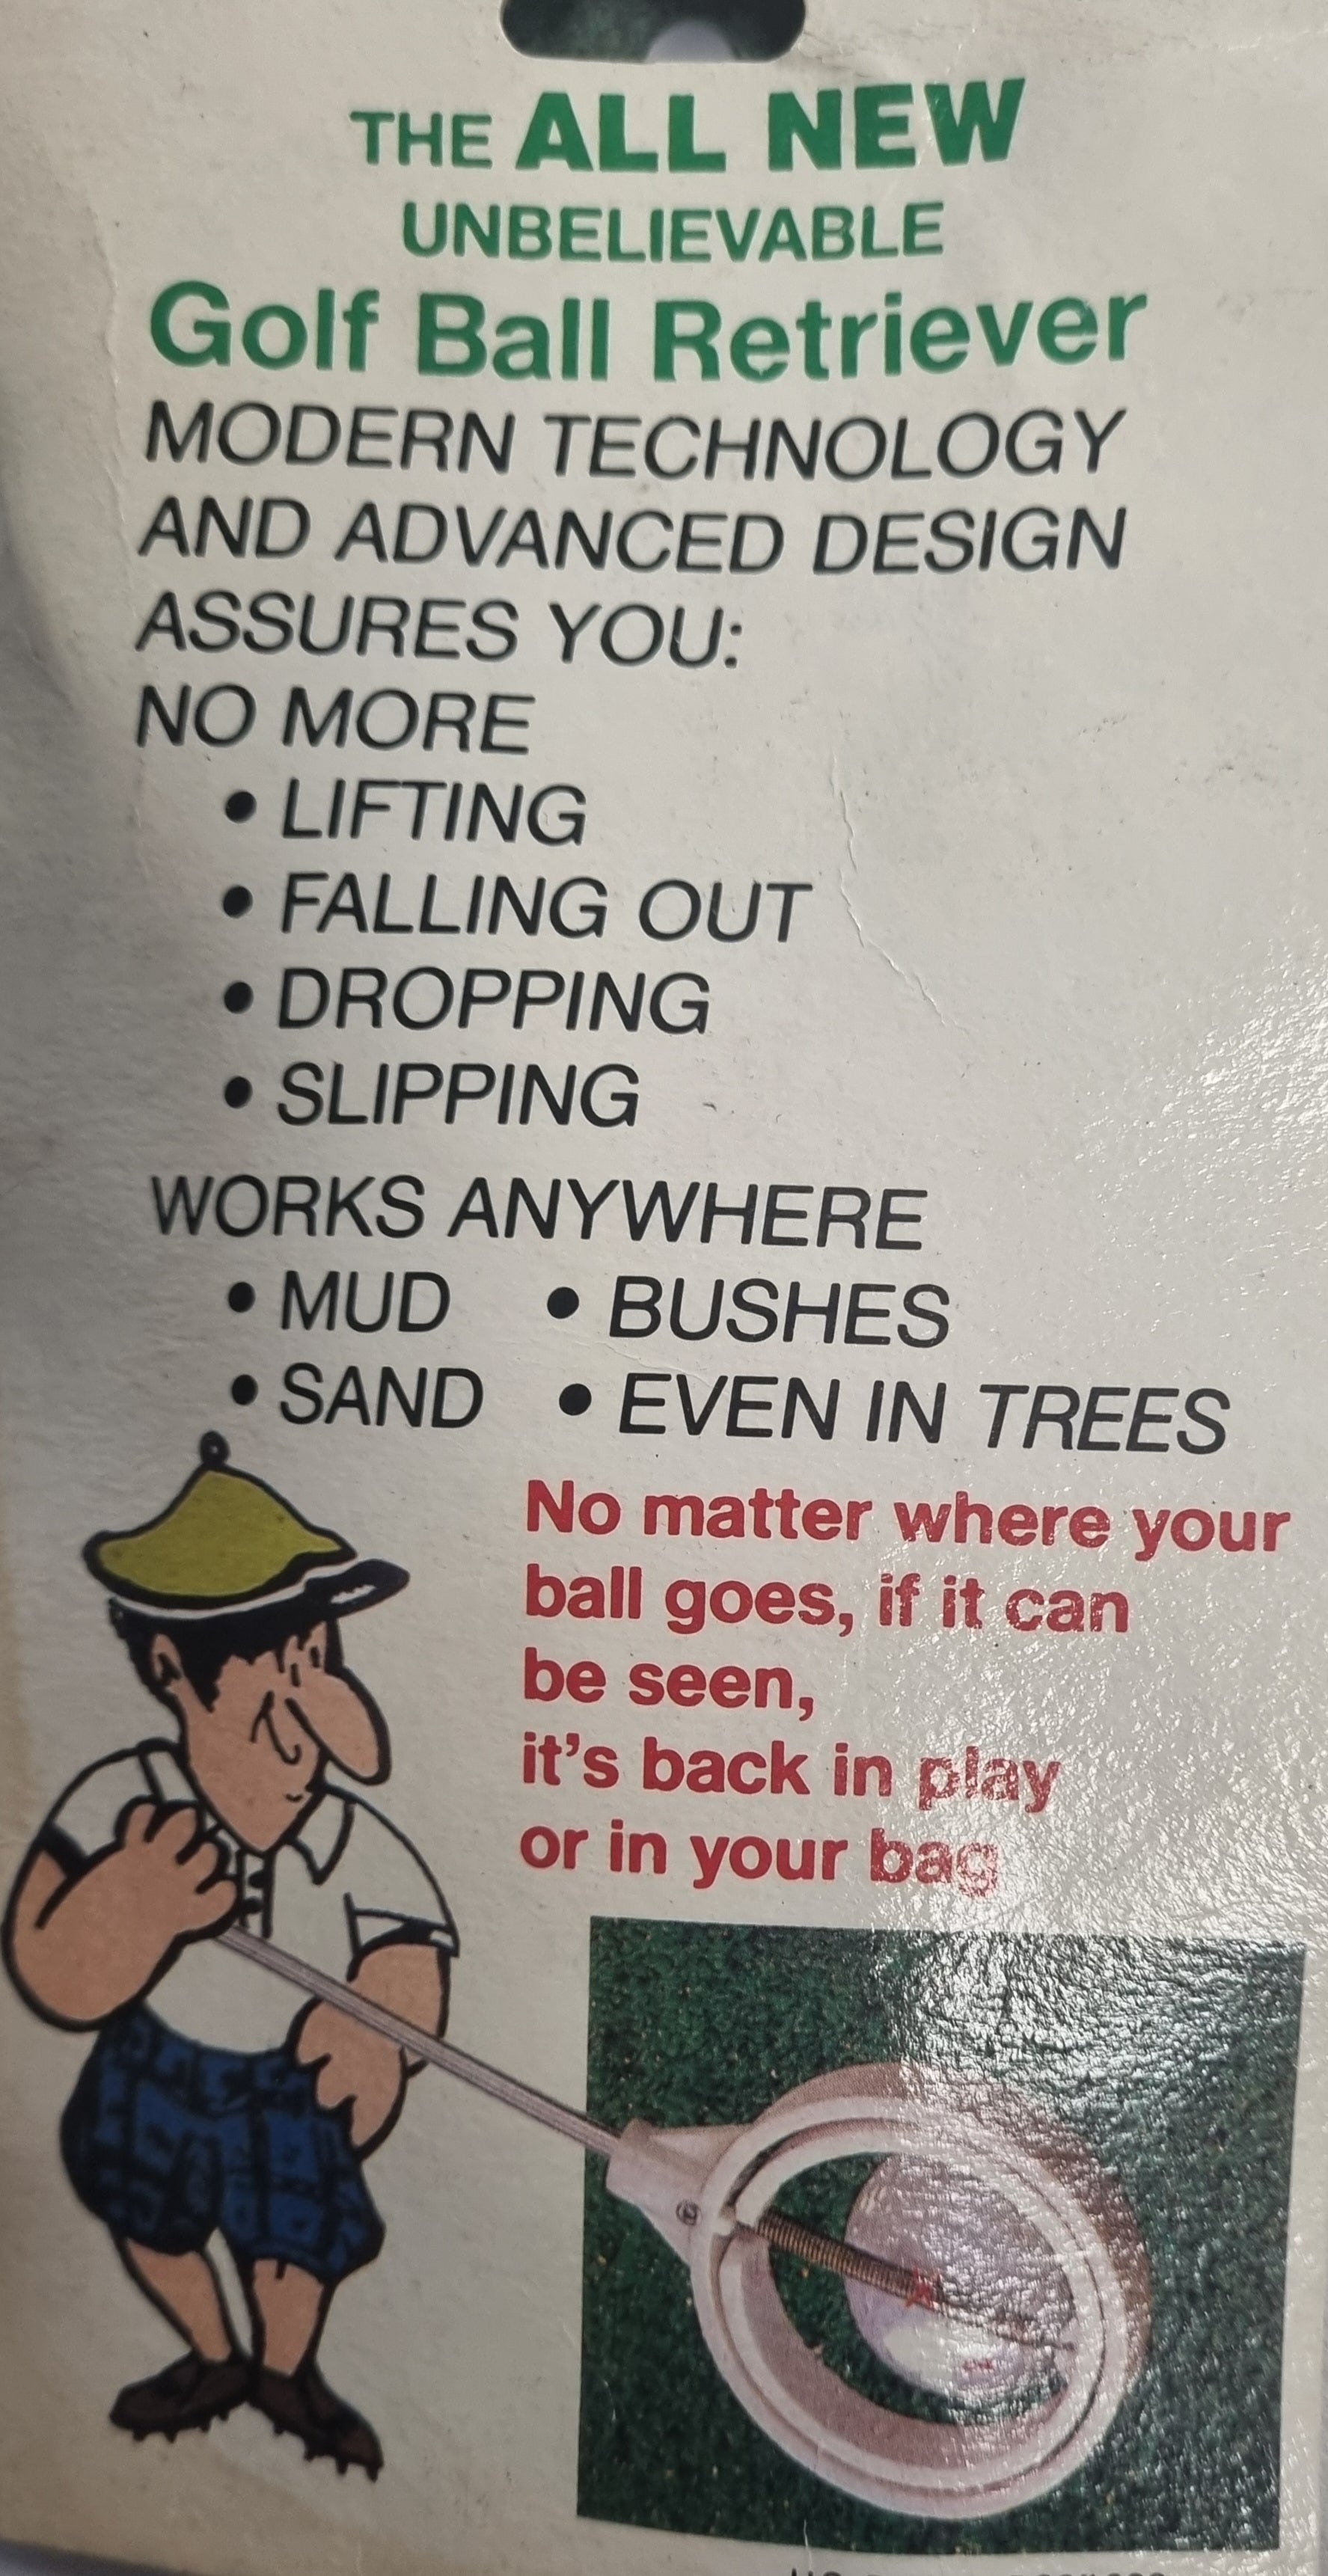 THE ALL NEW
UNBELIEVABLE
Golf Ball Retriever
MODERN TECHNOLOGY
AND ADVANCED DESIGN
ASSURES YOU:
NO MORE
• LIFTING
• FALLING OUT
• DROPPING
• SLIPPING
WORKS ANYWHERE
• MUD • BUSHES
• SAND • EVEN IN TREES
No matter where your
ball goes, if it can
be seen,
it's back in play
or in your bag